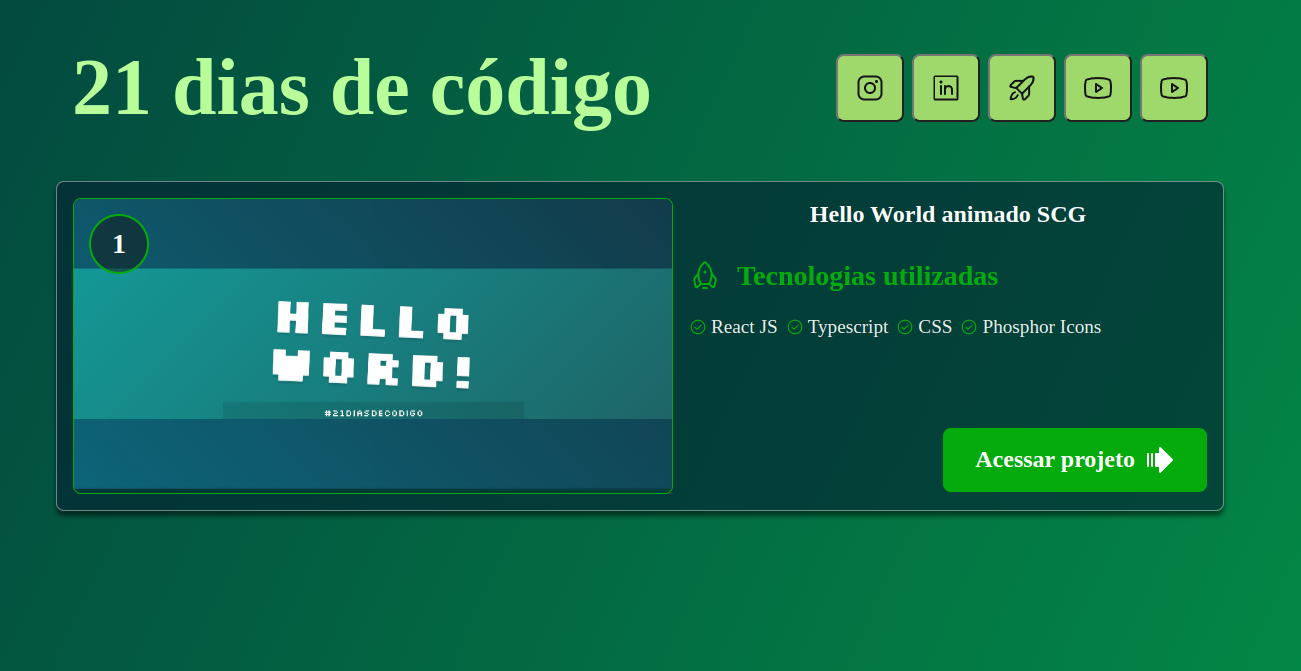 21 dias de código
in
1
HELLO
WORD!
#21DIASDECODIGO
Hello World animado SCG
Tecnologias utilizadas
React JS Typescript CSS Phosphor Icons
Acessar projeto